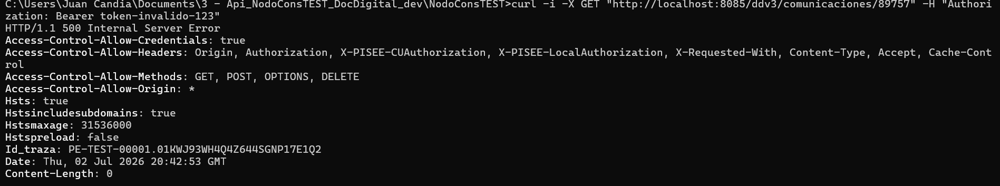 C:\Users\Juan Candia\Documents\3 - Api_NodoConsTEST_DocDigital_dev\NodoConsTEST>curl -i -X GET "http://localhost:8085/ddv3/comunicaciones/89757" -H "Authori
zation: Bearer token-invalido-123"
HTTP/1.1 500 Internal Server Error
Access-Control-Allow-Credentials: true
Access-Control-Allow-Headers: Origin, Authorization, X-PISEE-CUAuthorization, X-PISEE-LocalAuthorization, X-Requested-With, Content-Type, Accept, Cache-Cont
rol
Access-Control-Allow-Methods: GET, POST, OPTIONS, DELETE
Access-Control-Allow-Origin: *
Hsts: true
Hstsincludesubdomains: true
Hstsmaxage: 31536000
Hstspreload: false
Id_traza: PE-TEST-00001.01KWJ93WH4Q4Z644SGNP17E1Q2
Date: Thu, 02 Jul 2026 20:42:53 GMT
Content-Length: 0